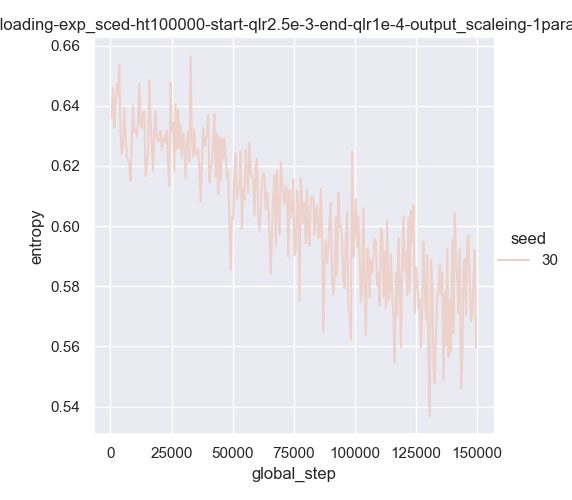 loading-exp_sced-ht100000-start-qlr2.5e-3-end-qlr1e-4-output_scaleing-1para
0.66
0.64
0.62
0.60
0.58
0.56
0.54
entropy
0 25000 50000 75000 100000 125000 150000
global_step
seed
30